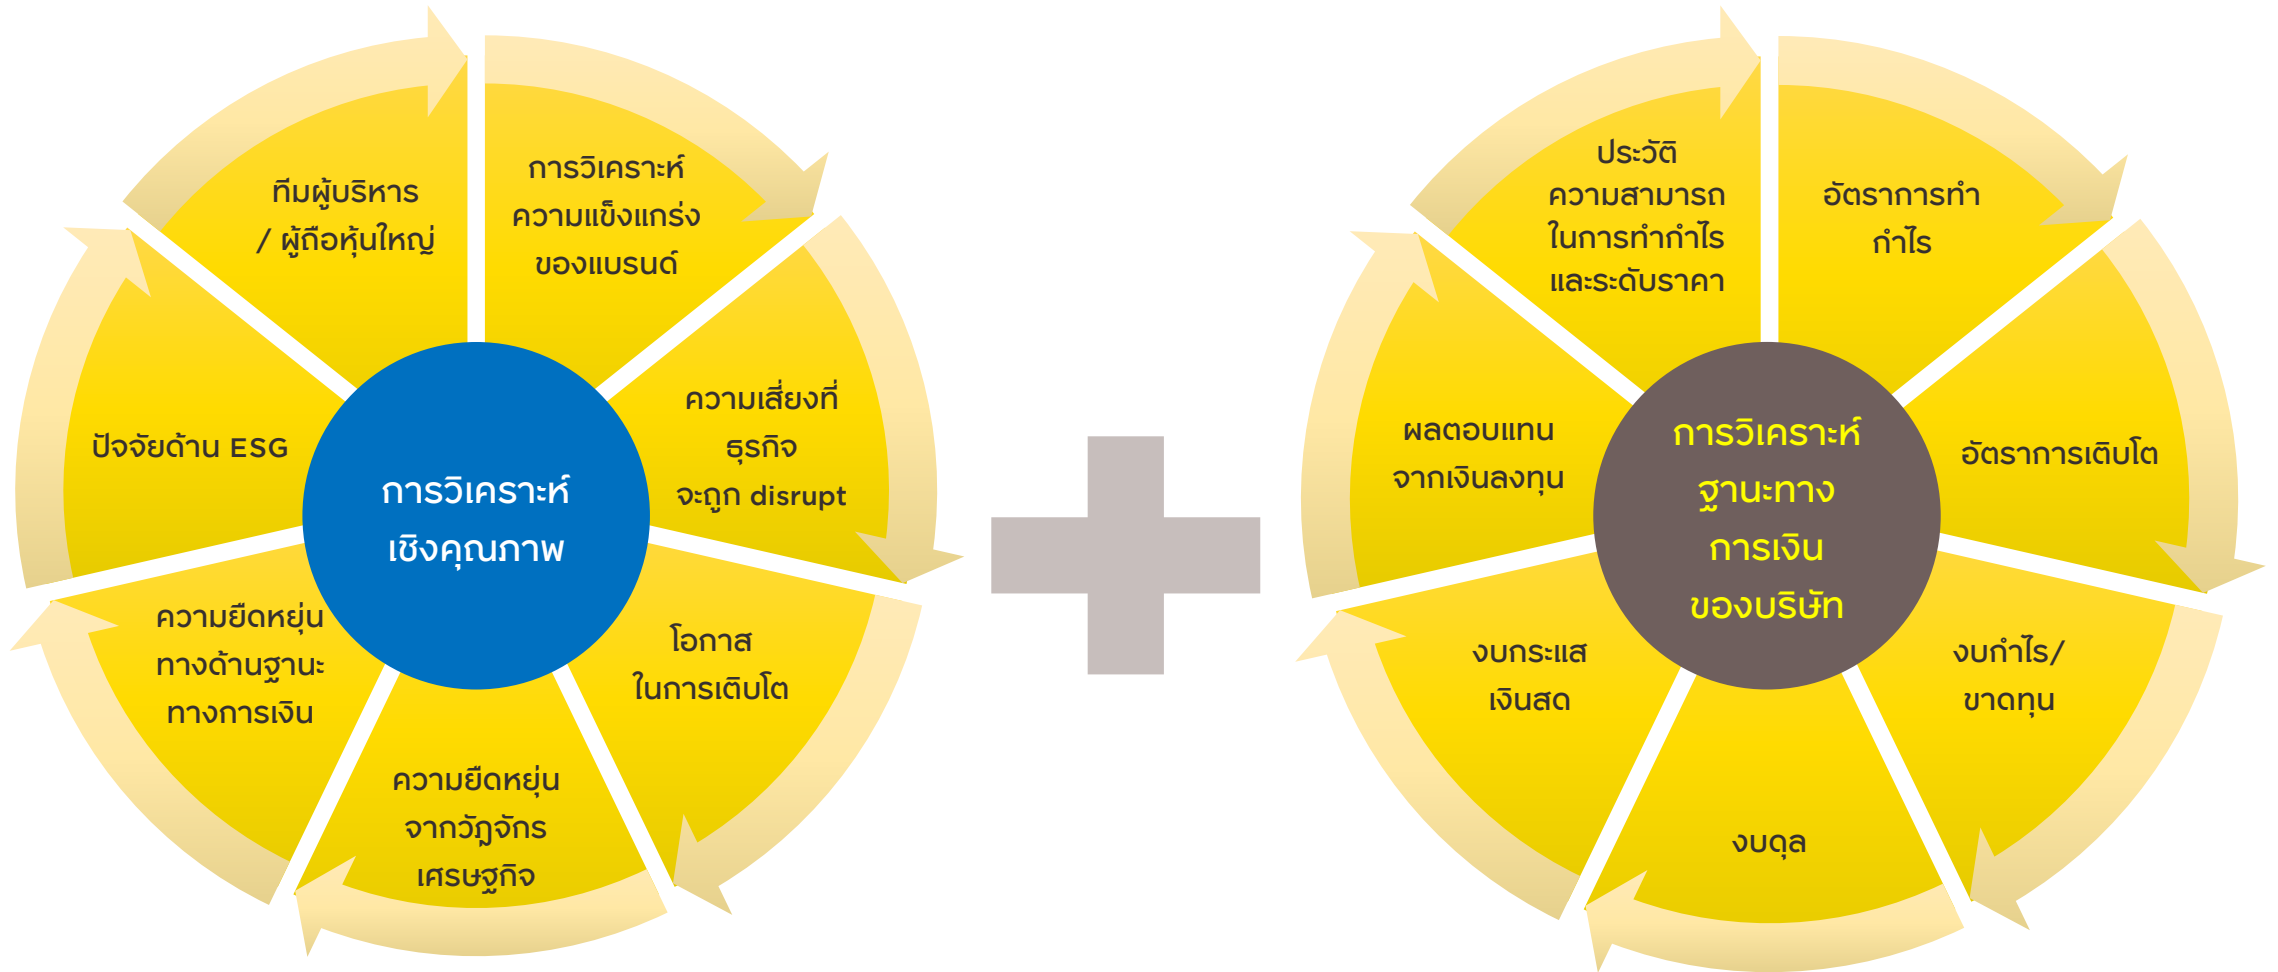 การวิเคราะห์
ความแข็งแกร่ง
ของแบรนด์
ความเสี่ยงที่
ธุรกิจ
จะถูก disrupt
โอกาส
ในการเติบโต
ความยืดหยุ่น
จากวัฏจักร
เศรษฐกิจ
ความยืดหยุ่น
ทางด้านฐานะ
ทางการเงิน
ปัจจัยด้าน ESG
ทีมผู้บริหาร
/ ผู้ถือหุ้นใหญ่
การวิเคราะห์
เชิงคุณภาพ
อัตราการทำ
กำไร
อัตราการเติบโต
งบกำไร/
ขาดทุน
งบดุล
งบกระแส
เงินสด
ผลตอบแทน
จากเงินลงทุน
ประวัติ
ความสามารถ
ในการทำกำไร
และระดับราคา
การวิเคราะห์
ฐานะทาง
การเงิน
ของบริษัท